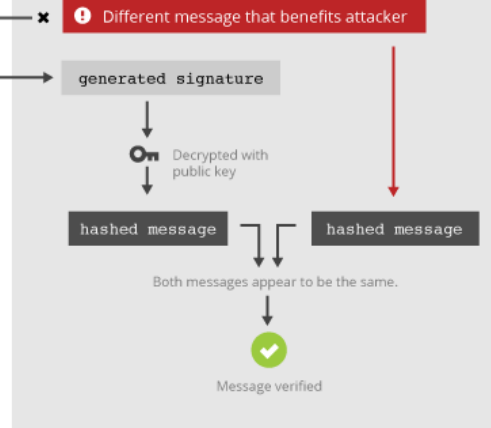 Different message that benefits attacker
generated signature
Decrypted with
public key
hashed message
hashed message
Both messages appear to be the same.
Message verified